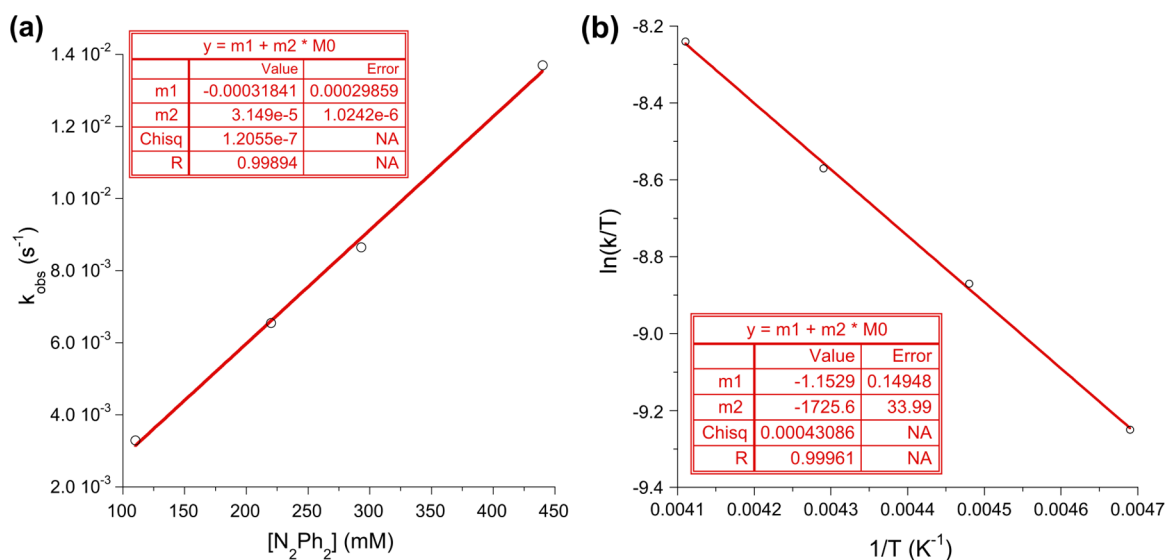 (a)
y = m1 + m2 * M0
Value Error
m1 -0.00031841 0.00029859
m2 3.149e-5 1.0242e-6
Chisq 1.2055e-7 NA
R 0.99894 NA
1.4 10⁻²
1.2 10⁻²
1.0 10⁻²
8.0 10⁻³
6.0 10⁻³
4.0 10⁻³
2.0 10⁻³
k_obs (s⁻¹)
100 150 200 250 300 350 400 450
[N₂Ph₂] (mM)
(b)
-8.2
-8.4
-8.6
-8.8
-9.0
-9.2
-9.4
ln(k/T)
y = m1 + m2 * M0
Value Error
m1 -1.1529 0.14948
m2 -1725.6 33.99
Chisq 0.00043086 NA
R 0.99961 NA
0.0041 0.0042 0.0043 0.0044 0.0045 0.0046 0.0047
1/T (K⁻¹)